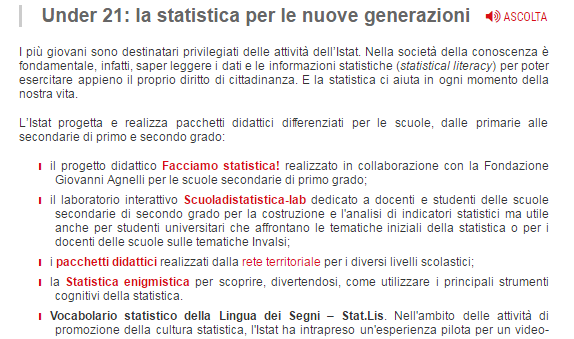 Under 21: la statistica per le nuove generazioni ASCOLTA
I più giovani sono destinatari privilegiati delle attività dell'Istat. Nella società della conoscenza è
fondamentale, infatti, saper leggere i dati e le informazioni statistiche (statistical literacy) per poter
esercitare appieno il proprio diritto di cittadinanza. E la statistica ci aiuta in ogni momento della
nostra vita.
L'Istat progetta e realizza pacchetti didattici differenziati per le scuole, dalle primarie alle
secondarie di primo e secondo grado:
il progetto didattico Facciamo statistica! realizzato in collaborazione con la Fondazione
Giovanni Agnelli per le scuole secondarie di primo grado;
il laboratorio interattivo Scuoladistatistica-lab dedicato a docenti e studenti delle scuole
secondarie di secondo grado per la costruzione e l'analisi di indicatori statistici ma utile
anche per studenti universitari che affrontano le tematiche iniziali della statistica o per i
docenti delle scuole sulle tematiche Invalsi;
i pacchetti didattici realizzati dalla rete territoriale per i diversi livelli scolastici;
la Statistica enigmistica per scoprire, divertendosi, come utilizzare i principali strumenti
cognitivi della statistica.
Vocabolario statistico della Lingua dei Segni – Stat.Lis. Nell'ambito delle attività di
promozione della cultura statistica, l'Istat ha intrapreso un'esperienza pilota per un video-